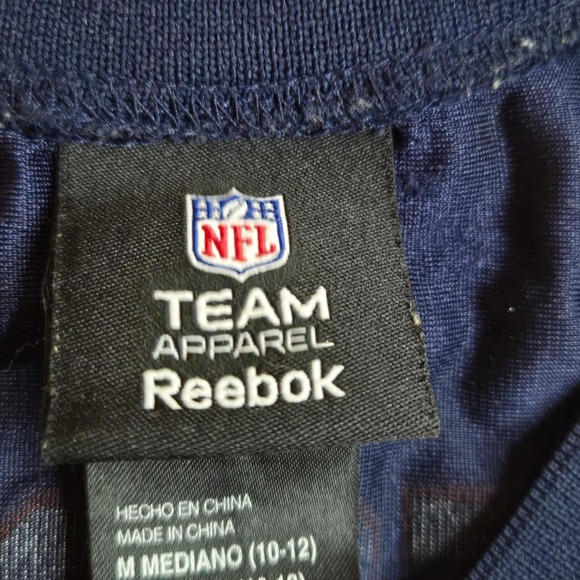 NFL
TEAM
APPAREL
Reebok
HECHO EN CHINA
MADE IN CHINA
M MEDIANO (10-12)